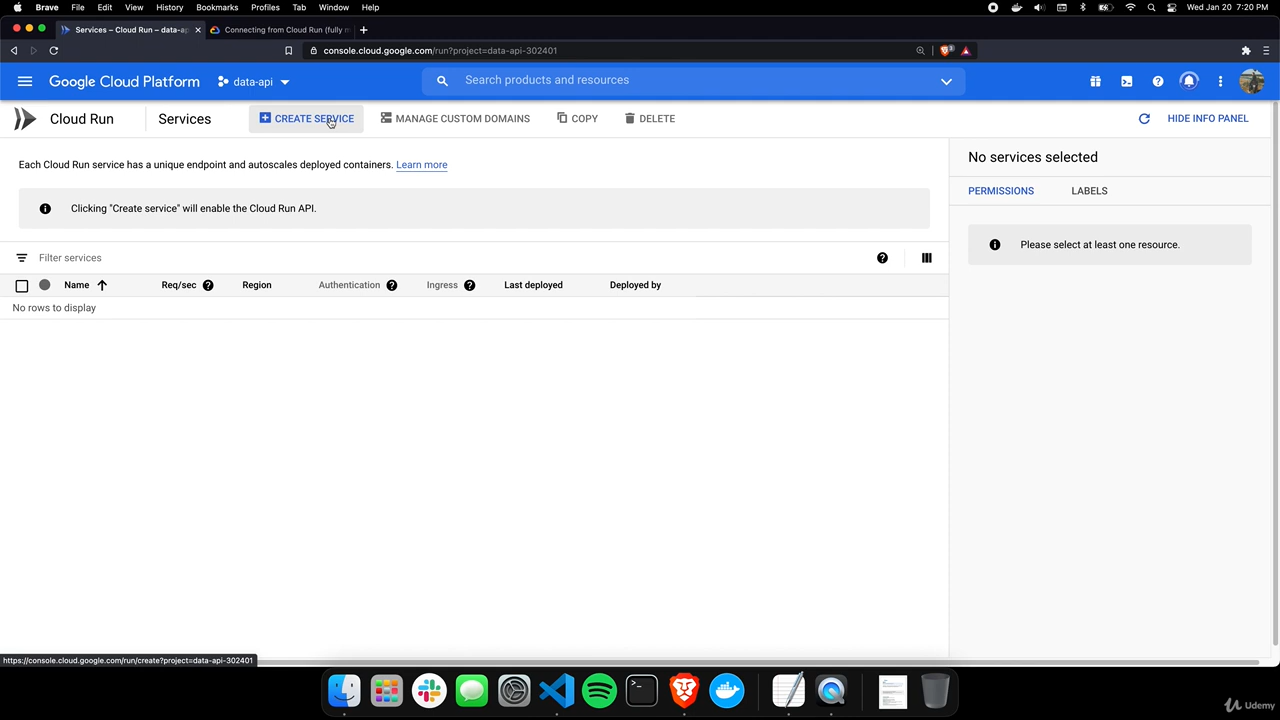 Brave File Edit View History Bookmarks Profiles Tab Window Help Wed Jan 20 7:20 PM
Services – Cloud Run – data-ap Connecting from Cloud Run (fully m
console.cloud.google.com/run?project=data-api-302401
Google Cloud Platform data-api Search products and resources
Cloud Run Services CREATE SERVICE MANAGE CUSTOM DOMAINS COPY DELETE HIDE INFO PANEL
Each Cloud Run service has a unique endpoint and autoscales deployed containers. Learn more
No services selected
PERMISSIONS LABELS
Clicking "Create service" will enable the Cloud Run API.
Please select at least one resource.
Filter services
Name Req/sec Region Authentication Ingress Last deployed Deployed by
No rows to display
https://console.cloud.google.com/run/create?project=data-api-302401
Udemy